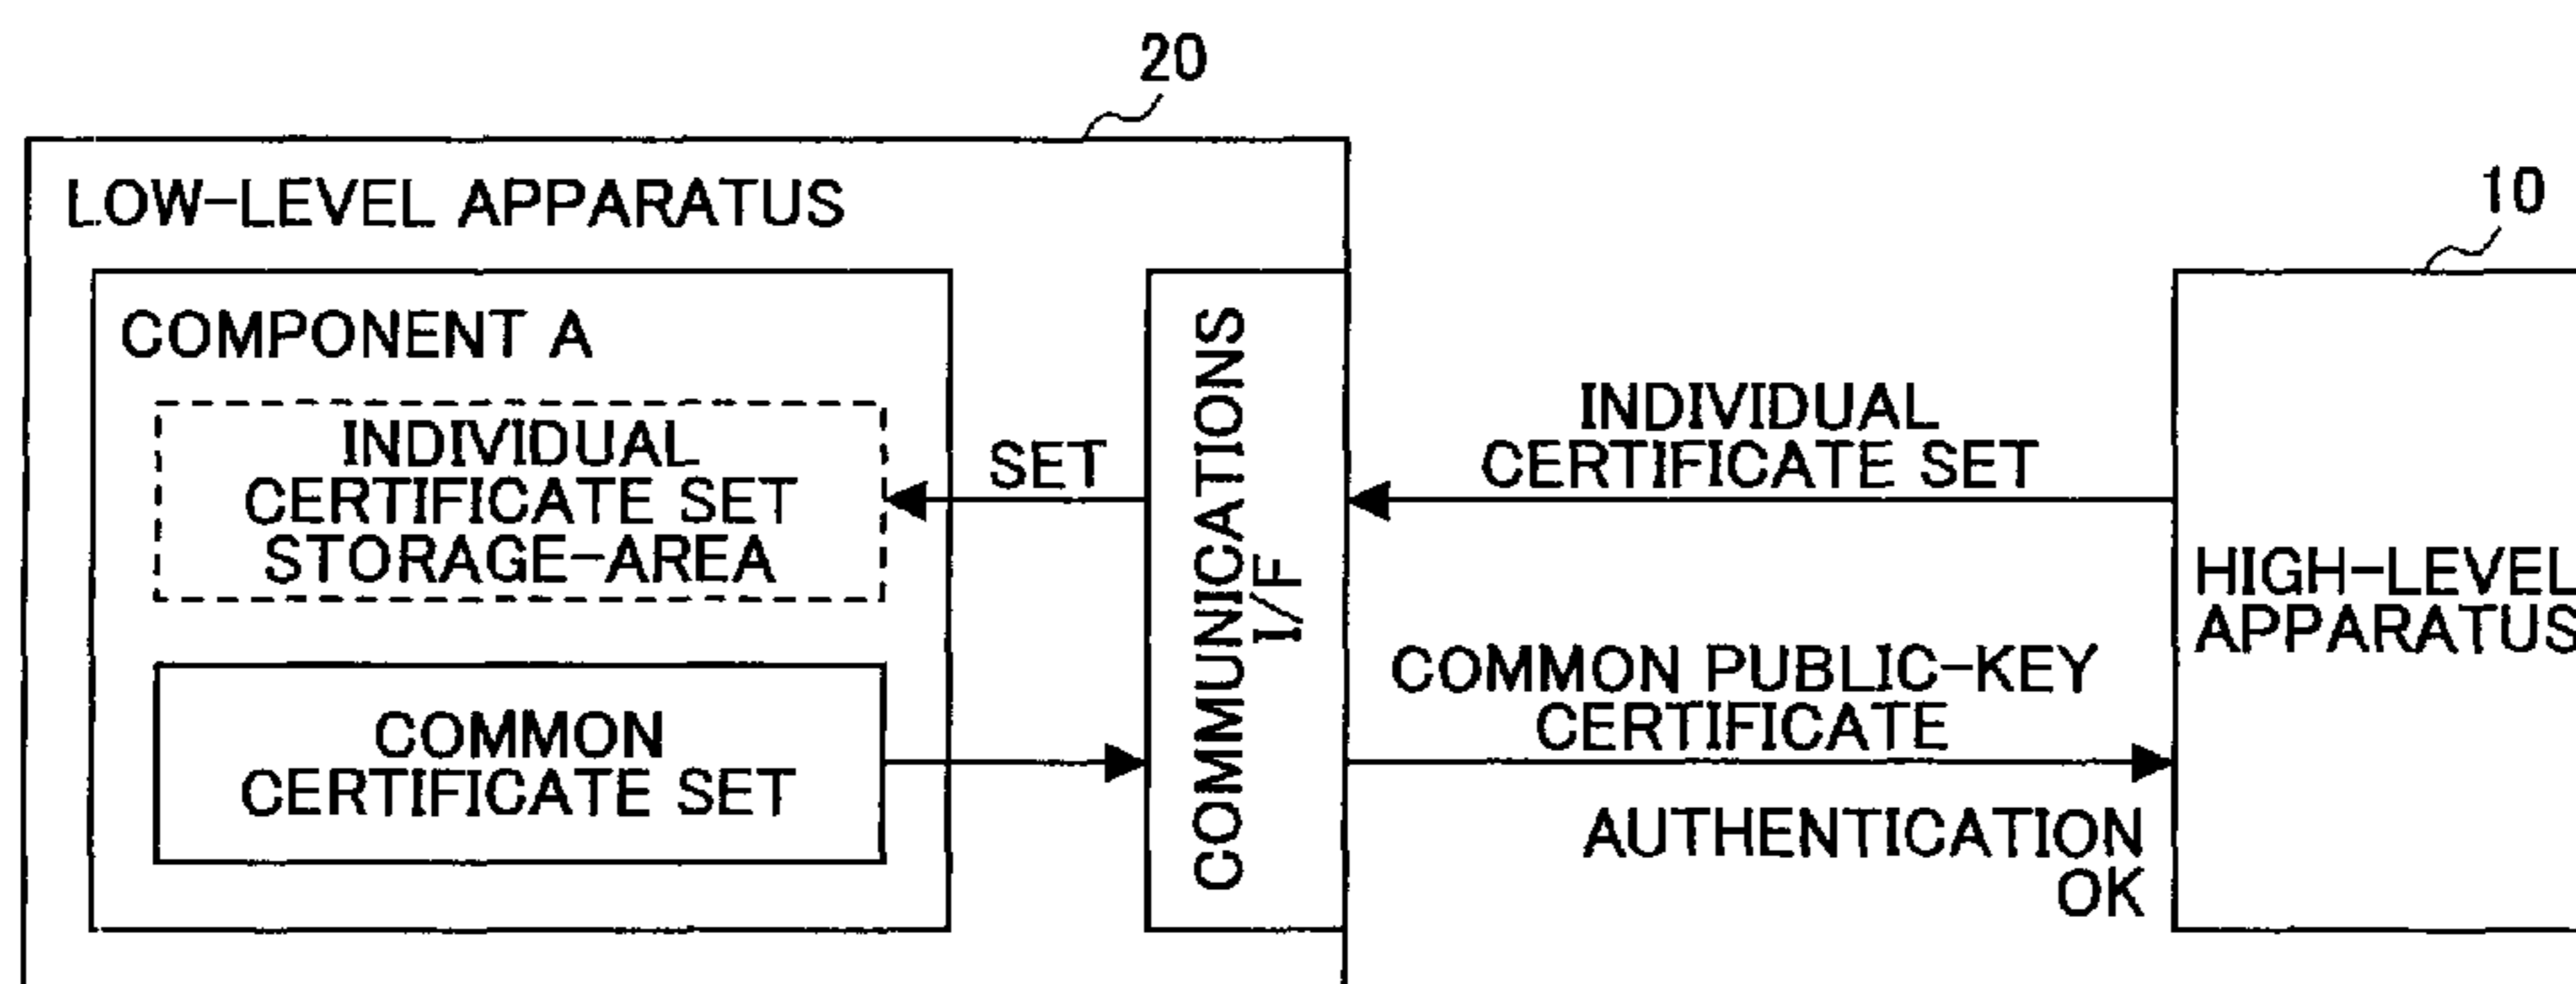 20
LOW-LEVEL APPARATUS
10
COMPONENT A
INDIVIDUAL
CERTIFICATE SET
STORAGE-AREA
SET
COMMUNICATIONS
I/F
INDIVIDUAL
CERTIFICATE SET
HIGH-LEVEL
APPARATUS
COMMON PUBLIC-KEY
CERTIFICATE
COMMON
CERTIFICATE SET
AUTHENTICATION
OK